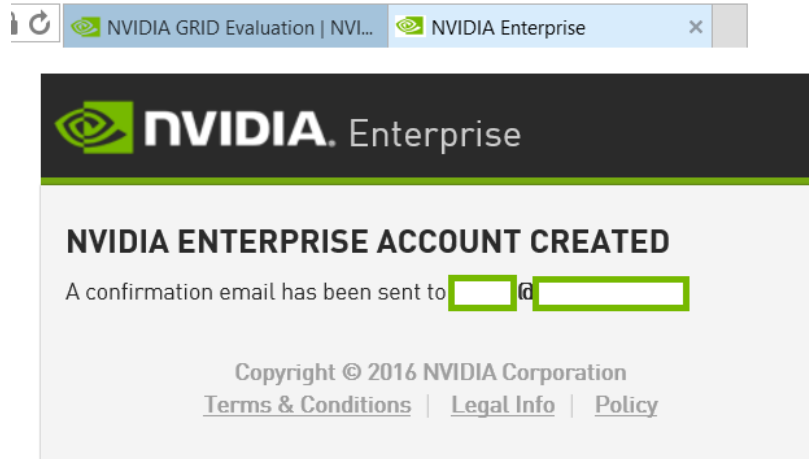 NVIDIA GRID Evaluation | NVI... NVIDIA Enterprise
NVIDIA. Enterprise
NVIDIA ENTERPRISE ACCOUNT CREATED
A confirmation email has been sent to @
Copyright © 2016 NVIDIA Corporation
Terms & Conditions | Legal Info | Policy